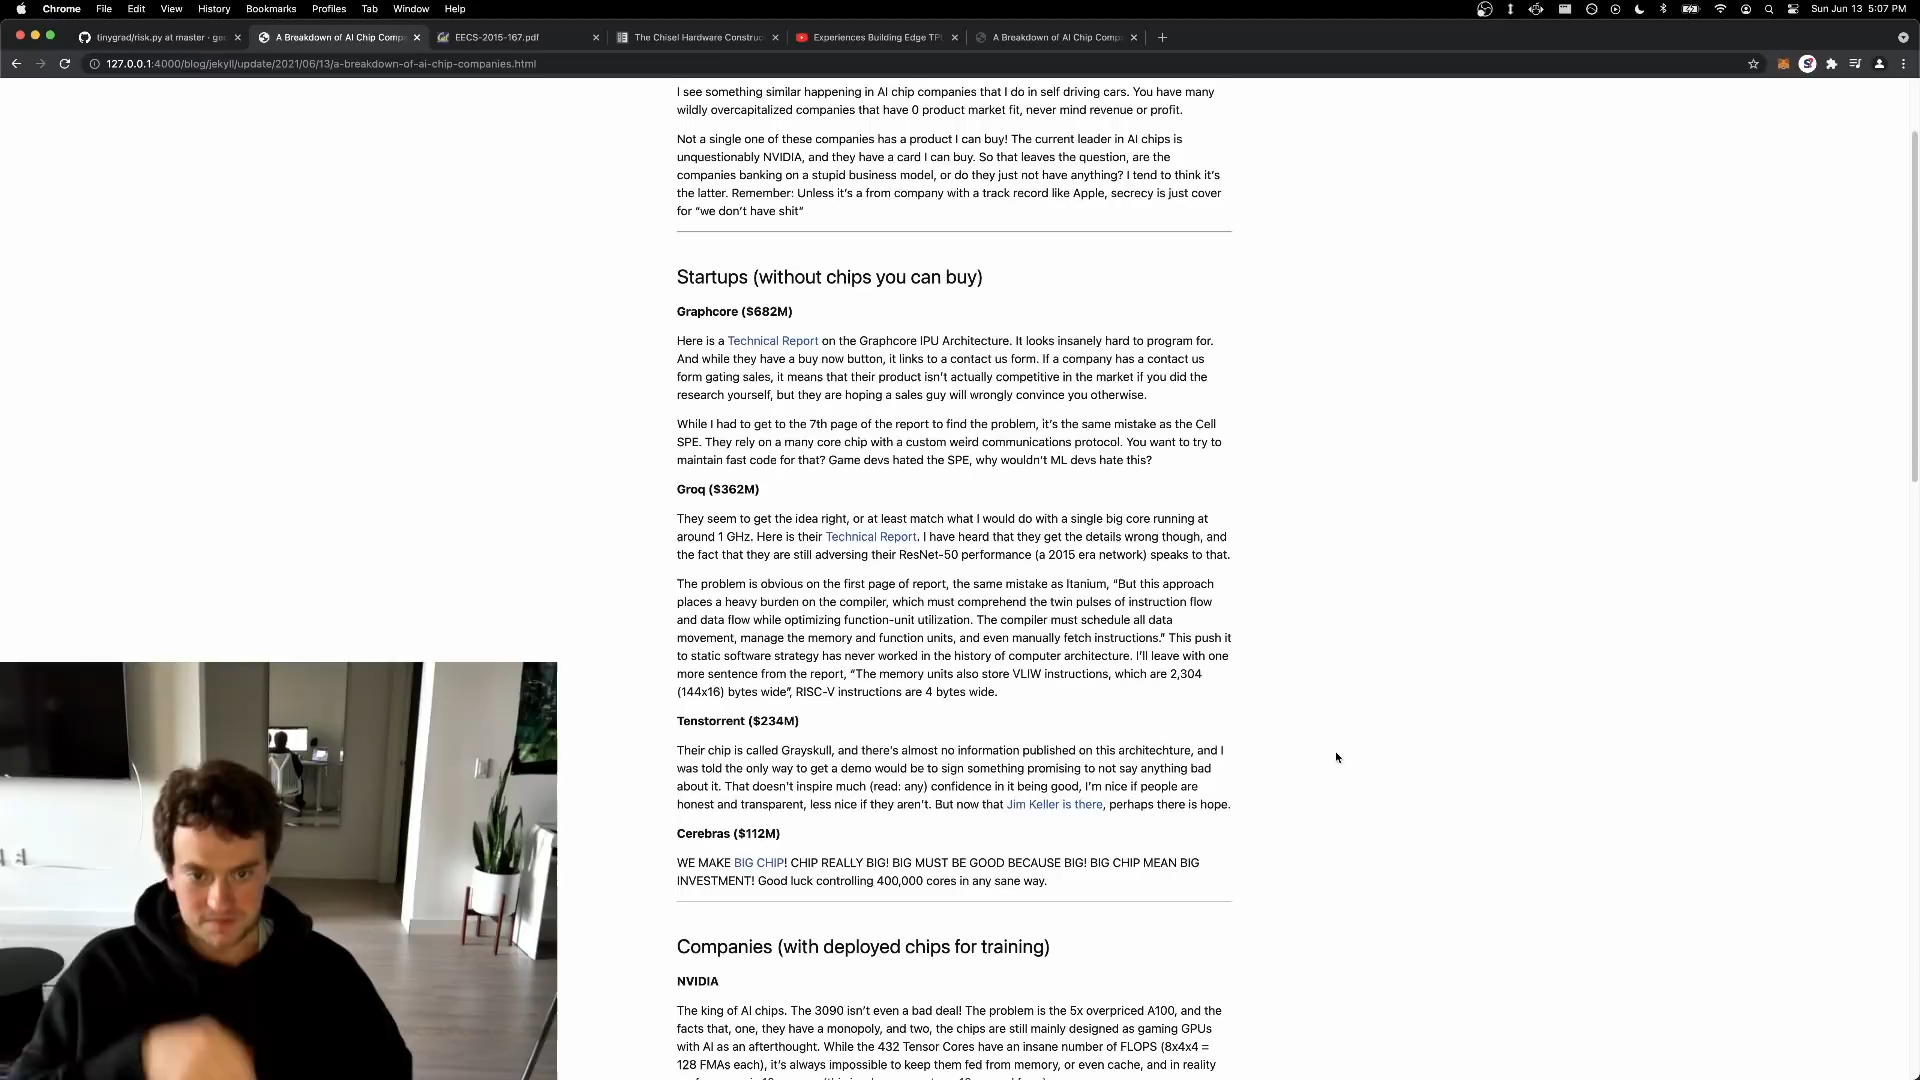 Chrome File Edit View History Bookmarks Profiles Tab Window Help Sun Jun 13 5:07 PM
tinygrad/risk.py at master · geo A Breakdown of AI Chip Comp EECS-2015-167.pdf The Chisel Hardware Construc Experiences Building Edge TP A Breakdown of AI Chip Comp
127.0.0.1:4000/blog/jekyll/update/2021/06/13/a-breakdown-of-ai-chip-companies.html
I see something similar happening in AI chip companies that I do in self driving cars. You have many
wildly overcapitalized companies that have 0 product market fit, never mind revenue or profit.
Not a single one of these companies has a product I can buy! The current leader in AI chips is
unquestionably NVIDIA, and they have a card I can buy. So that leaves the question, are the
companies banking on a stupid business model, or do they just not have anything? I tend to think it's
the latter. Remember: Unless it's a from company with a track record like Apple, secrecy is just cover
for "we don't have shit"
Startups (without chips you can buy)
Graphcore ($682M)
Here is a Technical Report on the Graphcore IPU Architecture. It looks insanely hard to program for.
And while they have a buy now button, it links to a contact us form. If a company has a contact us
form gating sales, it means that their product isn't actually competitive in the market if you did the
research yourself, but they are hoping a sales guy will wrongly convince you otherwise.
While I had to get to the 7th page of the report to find the problem, it's the same mistake as the Cell
SPE. They rely on a many core chip with a custom weird communications protocol. You want to try to
maintain fast code for that? Game devs hated the SPE, why wouldn't ML devs hate this?
Groq ($362M)
They seem to get the idea right, or at least match what I would do with a single big core running at
around 1 GHz. Here is their Technical Report. I have heard that they get the details wrong though, and
the fact that they are still adversing their ResNet-50 performance (a 2015 era network) speaks to that.
The problem is obvious on the first page of report, the same mistake as Itanium, "But this approach
places a heavy burden on the compiler, which must comprehend the twin pulses of instruction flow
and data flow while optimizing function-unit utilization. The compiler must schedule all data
movement, manage the memory and function units, and even manually fetch instructions." This push it
to static software strategy has never worked in the history of computer architecture. I'll leave with one
more sentence from the report, "The memory units also store VLIW instructions, which are 2,304
(144x16) bytes wide", RISC-V instructions are 4 bytes wide.
Tenstorrent ($234M)
Their chip is called Grayskull, and there's almost no information published on this architechture, and I
was told the only way to get a demo would be to sign something promising to not say anything bad
about it. That doesn't inspire much (read: any) confidence in it being good, I'm nice if people are
honest and transparent, less nice if they aren't. But now that Jim Keller is there, perhaps there is hope.
Cerebras ($112M)
WE MAKE BIG CHIP! CHIP REALLY BIG! BIG MUST BE GOOD BECAUSE BIG! BIG CHIP MEAN BIG
INVESTMENT! Good luck controlling 400,000 cores in any sane way.
Companies (with deployed chips for training)
NVIDIA
The king of AI chips. The 3090 isn't even a bad deal! The problem is the 5x overpriced A100, and the
facts that, one, they have a monopoly, and two, the chips are still mainly designed as gaming GPUs
with AI as an afterthought. While the 432 Tensor Cores have an insane number of FLOPS (8x4x4 =
128 FMAs each), it's always impossible to keep them fed from memory, or even cache, and in reality